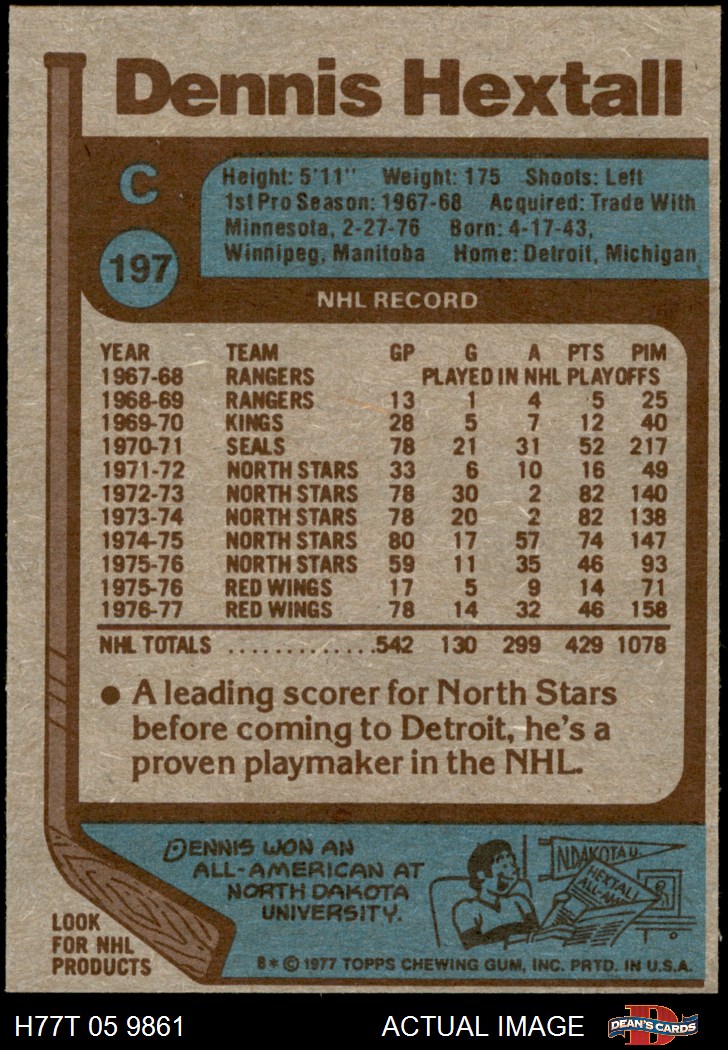 Dennis Hextall
C
197
Height: 5'11" Weight: 175 Shoots: Left
1st Pro Season: 1967-68 Acquired: Trade With
Minnesota, 2-27-76 Born: 4-17-43,
Winnipeg, Manitoba Home: Detroit, Michigan
NHL RECORD
YEAR TEAM GP G A PTS PIM
1967-68 RANGERS PLAYED IN NHL PLAYOFFS
1968-69 RANGERS 13 1 4 5 25
1969-70 KINGS 28 5 7 12 40
1970-71 SEALS 78 21 31 52 217
1971-72 NORTH STARS 33 6 10 16 49
1972-73 NORTH STARS 78 30 2 82 140
1973-74 NORTH STARS 78 20 2 82 138
1974-75 NORTH STARS 80 17 57 74 147
1975-76 NORTH STARS 59 11 35 46 93
1975-76 RED WINGS 17 5 9 14 71
1976-77 RED WINGS 78 14 32 46 158
NHL TOTALS .............542 130 299 429 1078
● A leading scorer for North Stars
before coming to Detroit, he's a
proven playmaker in the NHL.
DENNIS WON AN
ALL-AMERICAN AT
NORTH DAKOTA
UNIVERSITY.
N.DAKOTA U.
HEXTALL
ALL-AM
LOOK
FOR NHL
PRODUCTS
B * © 1977 TOPPS CHEWING GUM, INC. PRTD. IN U.S.A.
H77T 05 9861 ACTUAL IMAGE DEAN'S CARDS